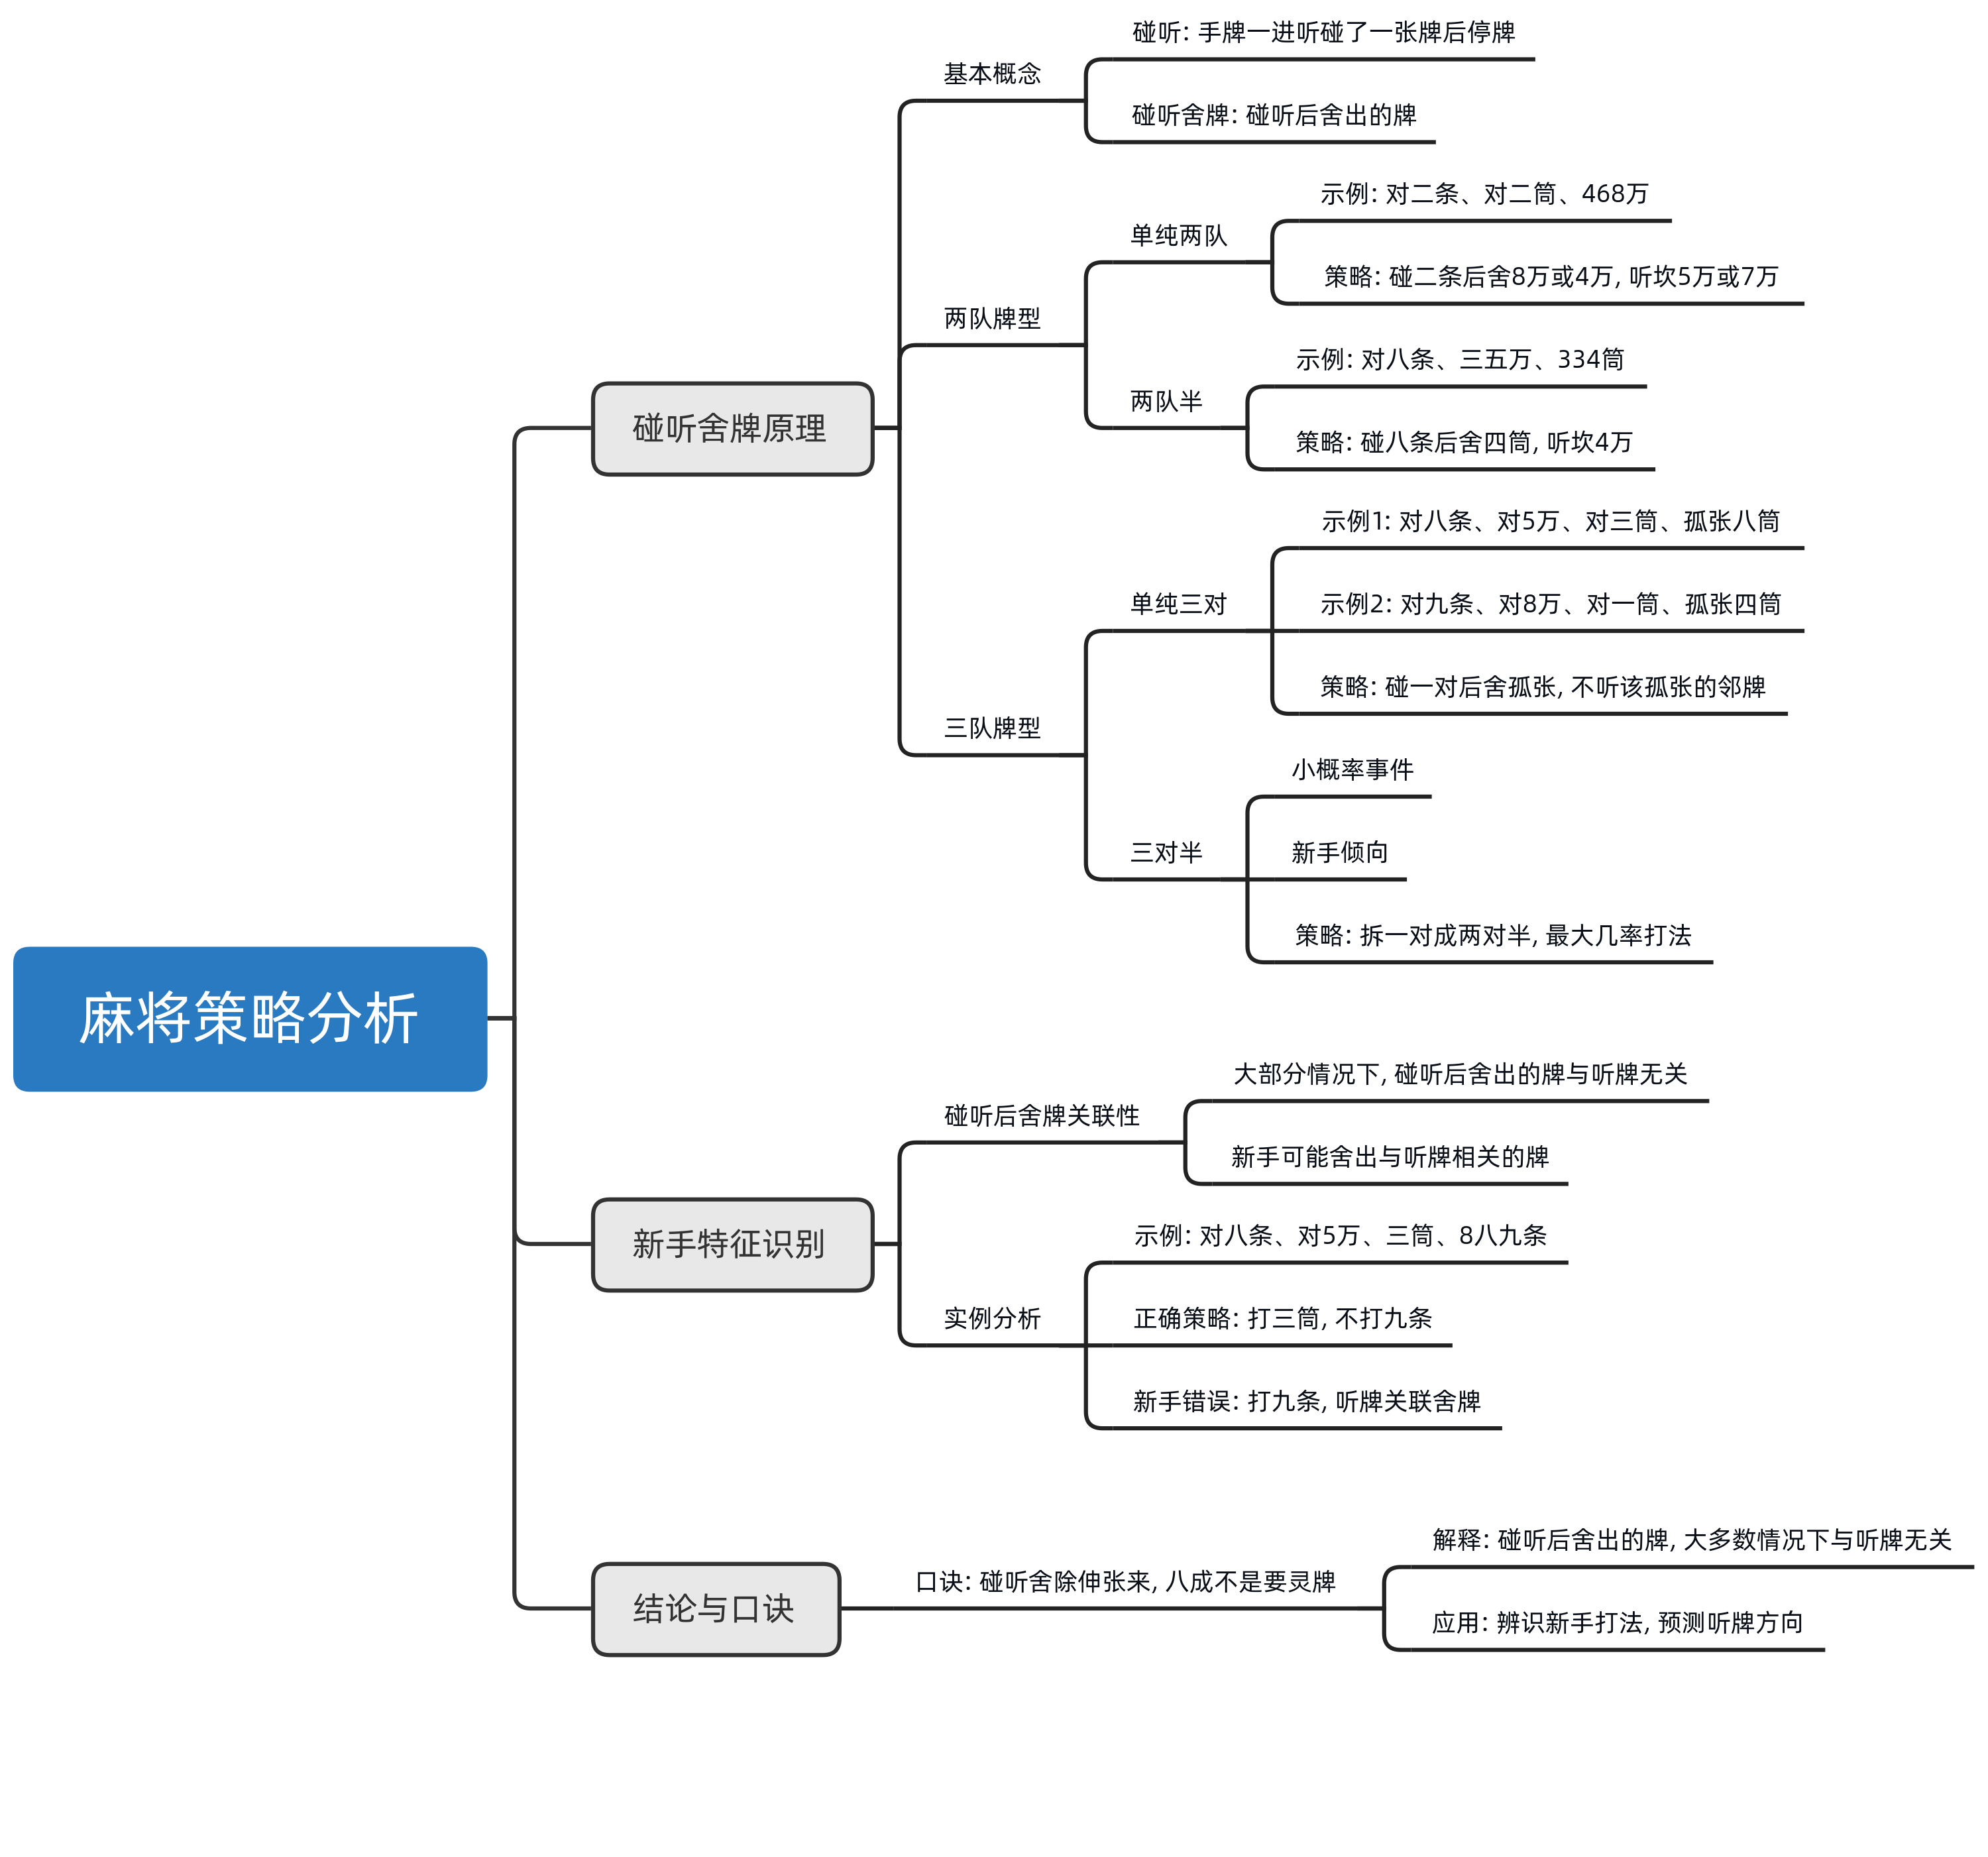 麻将策略分析
碰听舍牌原理
基本概念
碰听: 手牌一进听碰了一张牌后停牌
碰听舍牌: 碰听后舍出的牌
两队牌型
单纯两队
示例: 对二条、对二筒、468万
策略: 碰二条后舍8万或4万, 听坎5万或7万
两队半
示例: 对八条、三五万、334筒
策略: 碰八条后舍四筒, 听坎4万
三队牌型
单纯三对
示例1: 对八条、对5万、对三筒、孤张八筒
示例2: 对九条、对8万、对一筒、孤张四筒
策略: 碰一对后舍孤张, 不听该孤张的邻牌
三对半
小概率事件
新手倾向
策略: 拆一对成两对半, 最大几率打法
新手特征识别
碰听后舍牌关联性
大部分情况下, 碰听后舍出的牌与听牌无关
新手可能舍出与听牌相关的牌
实例分析
示例: 对八条、对5万、三筒、8八九条
正确策略: 打三筒, 不打九条
新手错误: 打九条, 听牌关联舍牌
结论与口诀
口诀: 碰听舍除伸张来, 八成不是要灵牌
解释: 碰听后舍出的牌, 大多数情况下与听牌无关
应用: 辨识新手打法, 预测听牌方向